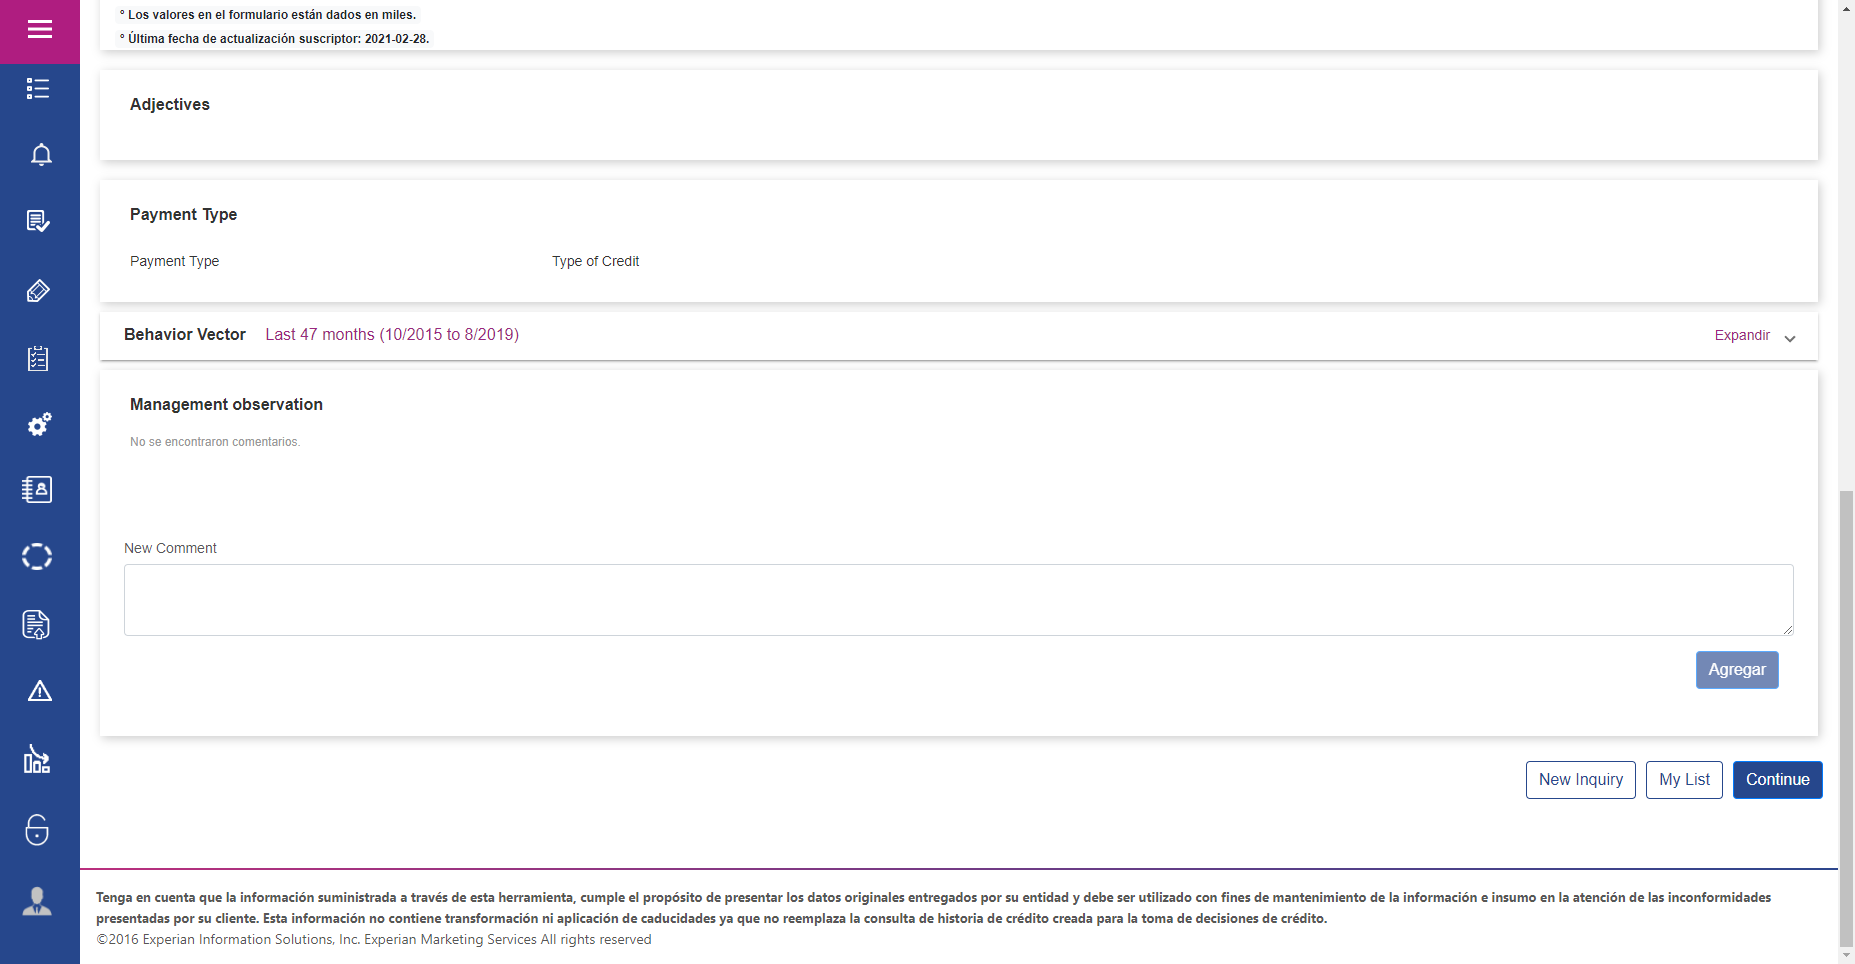 ° Los valores en el formulario están dados en miles.
° Última fecha de actualización suscriptor: 2021-02-28.
Adjectives
Payment Type
Payment Type Type of Credit
Behavior Vector Last 47 months (10/2015 to 8/2019) Expandir
Management observation
No se encontraron comentarios.
New Comment
Agregar
New Inquiry My List Continue
Tenga en cuenta que la información suministrada a través de esta herramienta, cumple el propósito de presentar los datos originales entregados por su entidad y debe ser utilizado con fines de mantenimiento de la información e insumo en la atención de las inconformidades
presentadas por su cliente. Esta información no contiene transformación ni aplicación de caducidades ya que no reemplaza la consulta de historia de crédito creada para la toma de decisiones de crédito.
©2016 Experian Information Solutions, Inc. Experian Marketing Services All rights reserved